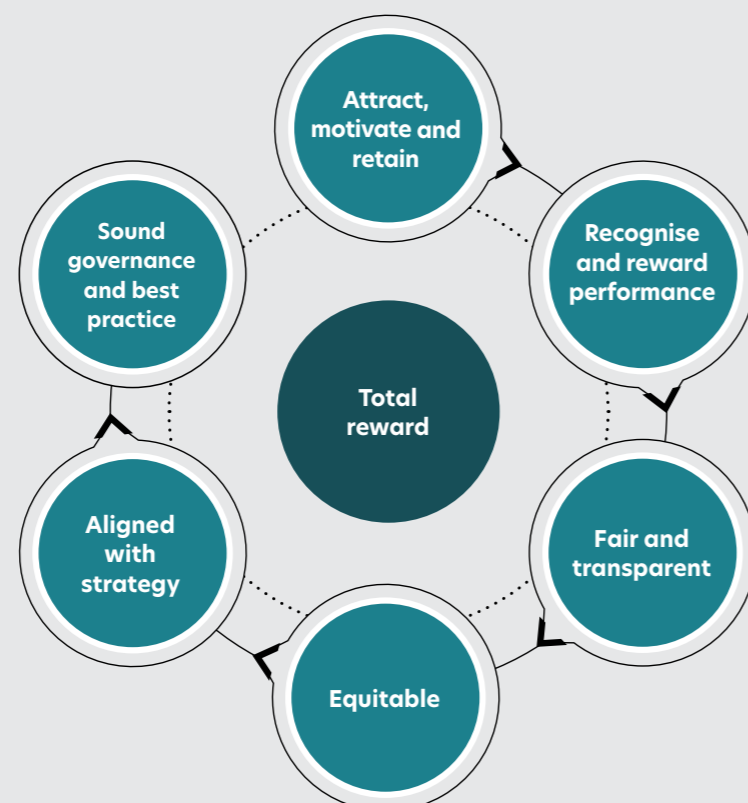 Attract,
motivate and
retain
Recognise
and reward
performance
Fair and
transparent
Equitable
Aligned
with
strategy
Sound
governance
and best
practice
Total
reward